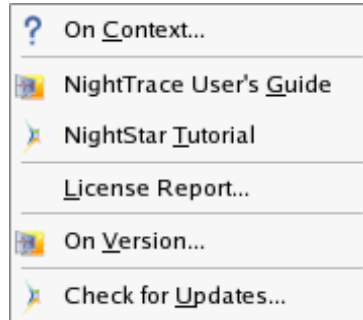 On Context...
NightTrace User's Guide
NightStar Tutorial
License Report...
On Version...
Check for Updates...